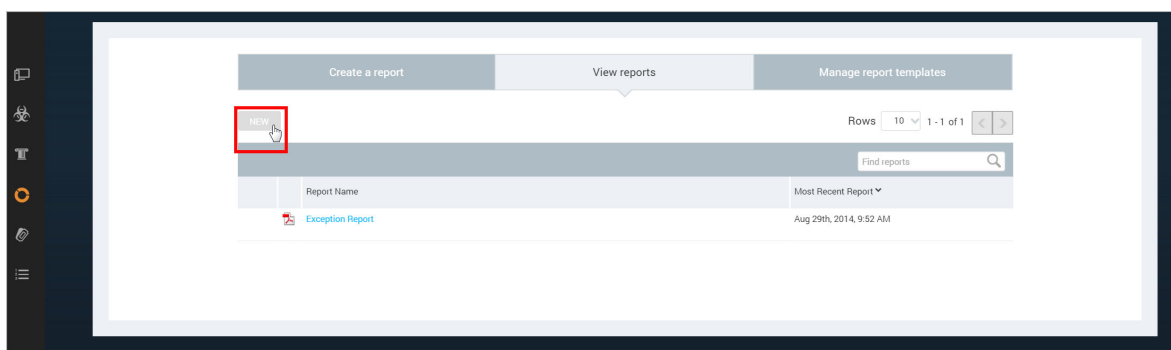 Create a report
View reports
Manage report templates
NEW
Rows 10 1 - 1 of 1
Find reports
Report Name
Most Recent Report
Exception Report
Aug 29th, 2014, 9:52 AM